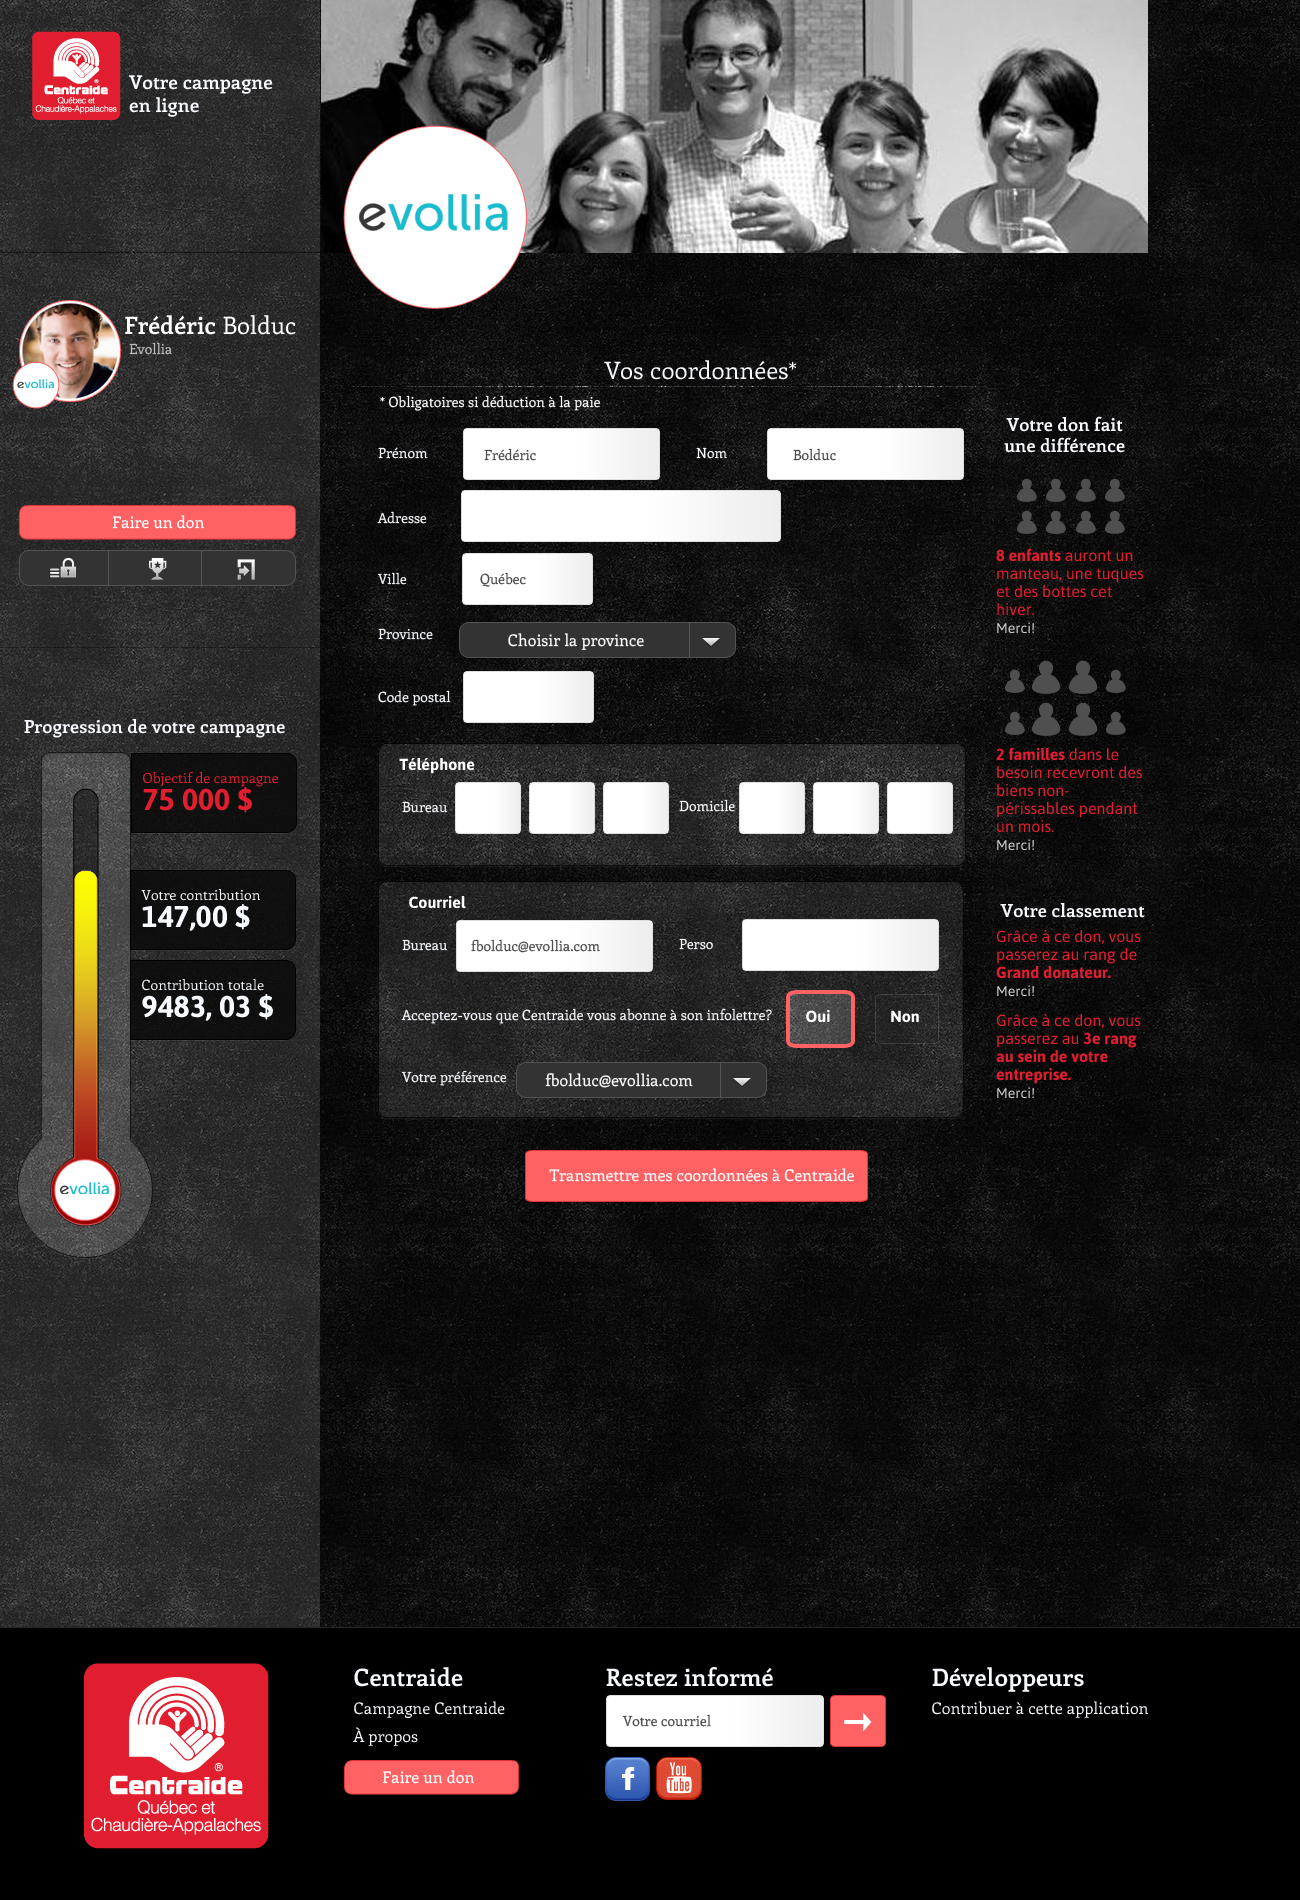 Centraide
Québec et
Chaudière-Appalaches
Votre campagne
en ligne
evollia
Frédéric Bolduc
Evollia
evollia
Faire un don
Progression de votre campagne
Objectif de campagne
75 000 $
Votre contribution
147,00 $
Contribution totale
9483, 03 $
evollia
Vos coordonnées*
* Obligatoires si déduction à la paie
Prénom
Frédéric
Nom
Bolduc
Adresse
Ville
Québec
Province
Choisir la province
Code postal
Téléphone
Bureau
Domicile
Courriel
Bureau
fbolduc@evollia.com
Perso
Acceptez-vous que Centraide vous abonne à son infolettre?
Oui
Non
Votre préférence
fbolduc@evollia.com
Transmettre mes coordonnées à Centraide
Votre don fait
une différence
8 enfants auront un
manteau, une tuques
et des bottes cet
hiver.
Merci!
2 familles dans le
besoin recevront des
biens non-
périssables pendant
un mois.
Merci!
Votre classement
Grâce à ce don, vous
passerez au rang de
Grand donateur.
Merci!
Grâce à ce don, vous
passerez au 3e rang
au sein de votre
entreprise.
Merci!
®
Centraide
Québec et
Chaudière-Appalaches
Centraide
Campagne Centraide
À propos
Faire un don
Restez informé
Votre courriel
f
You
Tube
Développeurs
Contribuer à cette application